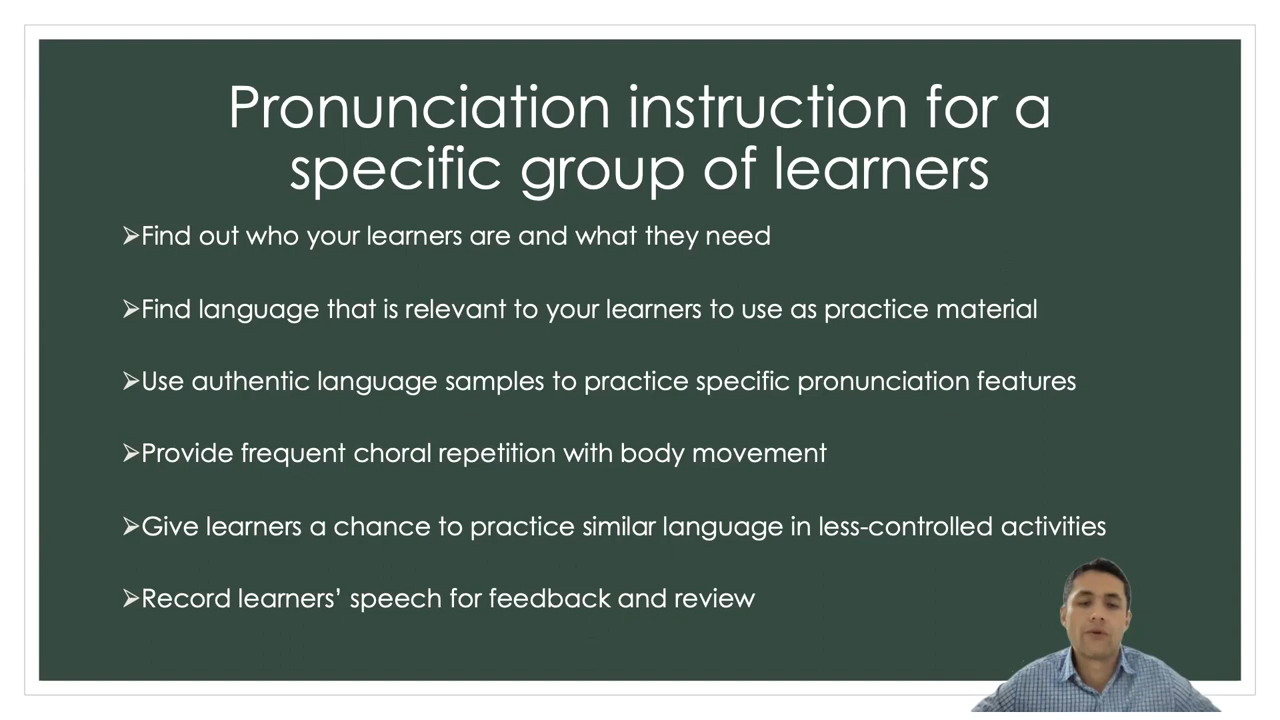 Pronunciation instruction for a
specific group of learners
➢Find out who your learners are and what they need
➢Find language that is relevant to your learners to use as practice material
➢Use authentic language samples to practice specific pronunciation features
➢Provide frequent choral repetition with body movement
➢Give learners a chance to practice similar language in less-controlled activities
➢Record learners’ speech for feedback and review